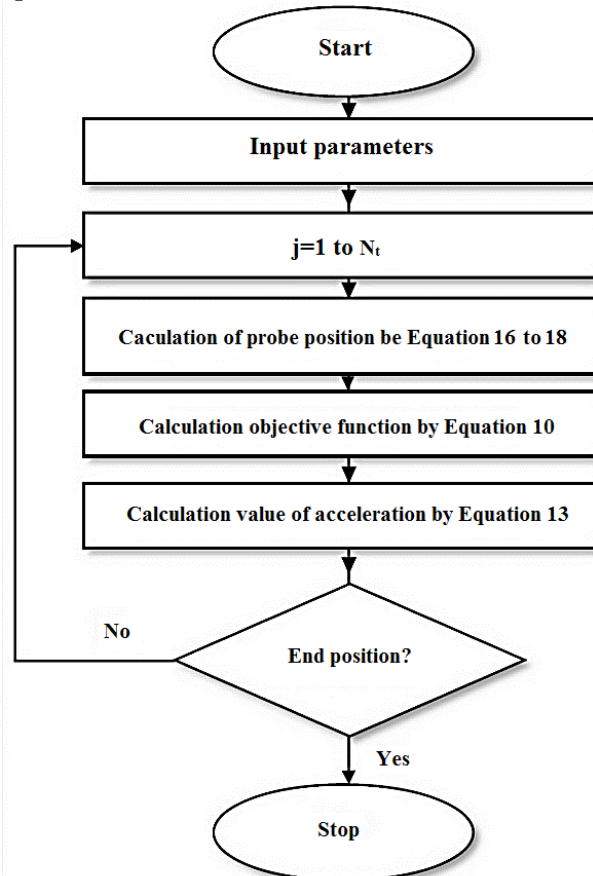 Start
Input parameters
j=1 to Nₜ
Caculation of probe position be Equation 16 to 18
Calculation objective function by Equation 10
Calculation value of acceleration by Equation 13
No
End position?
Yes
Stop